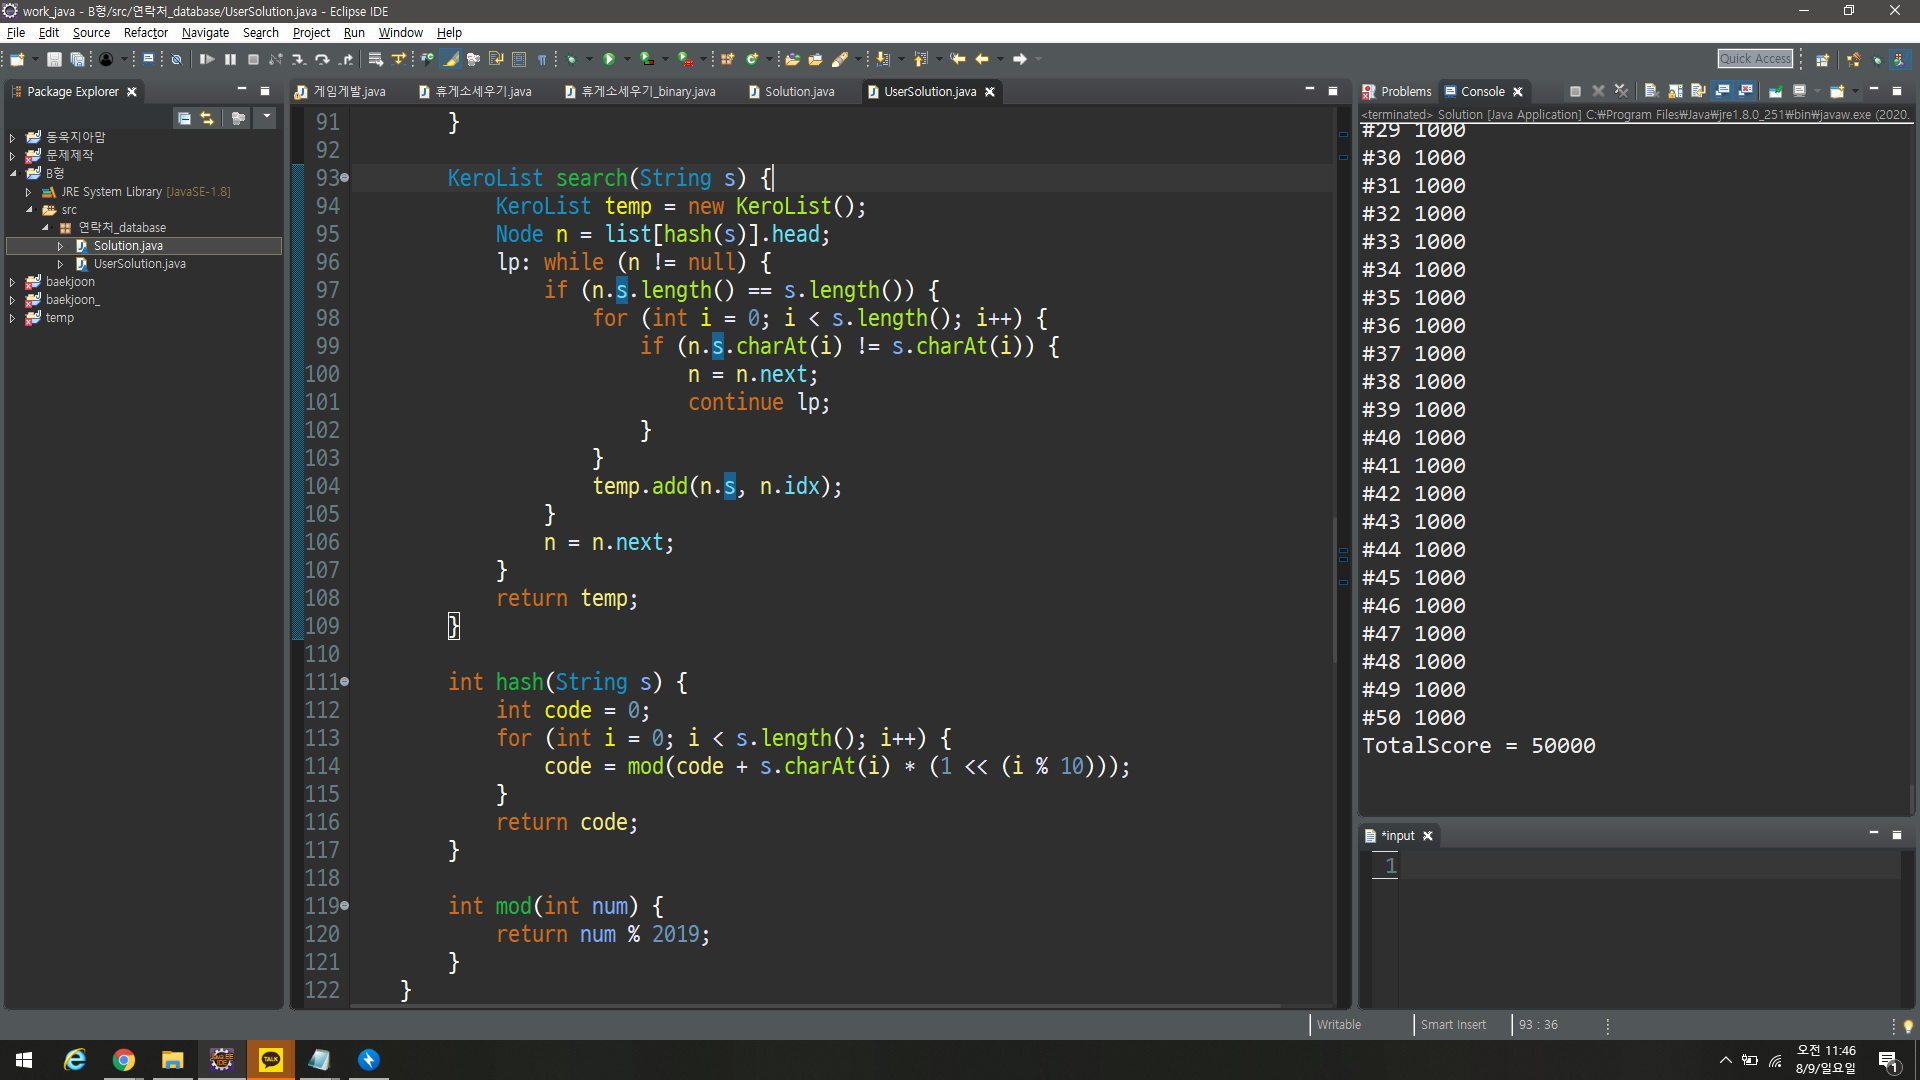 work_java - B형/src/연락처_database/UserSolution.java - Eclipse IDE
File Edit Source Refactor Navigate Search Project Run Window Help
Quick Access
Package Explorer
동욱지아맘
문제제작
B형
JRE System Library [JavaSE-1.8]
src
연락처_database
Solution.java
UserSolution.java
baekjoon
baekjoon_
temp
게임게발.java 휴게소세우기.java 휴게소세우기_binary.java Solution.java UserSolution.java
91 }
92
93 KeroList search(String s) {
94 KeroList temp = new KeroList();
95 Node n = list[hash(s)].head;
96 lp: while (n != null) {
97 if (n.s.length() == s.length()) {
98 for (int i = 0; i < s.length(); i++) {
99 if (n.s.charAt(i) != s.charAt(i)) {
100 n = n.next;
101 continue lp;
102 }
103 }
104 temp.add(n.s, n.idx);
105 }
106 n = n.next;
107 }
108 return temp;
109 }
110
111 int hash(String s) {
112 int code = 0;
113 for (int i = 0; i < s.length(); i++) {
114 code = mod(code + s.charAt(i) * (1 << (i % 10)));
115 }
116 return code;
117 }
118
119 int mod(int num) {
120 return num % 2019;
121 }
122 }
Problems Console
<terminated> Solution [Java Application] C:₩Program Files₩Java₩jre1.8.0_251₩bin₩javaw.exe (2020.
#29 1000
#30 1000
#31 1000
#32 1000
#33 1000
#34 1000
#35 1000
#36 1000
#37 1000
#38 1000
#39 1000
#40 1000
#41 1000
#42 1000
#43 1000
#44 1000
#45 1000
#46 1000
#47 1000
#48 1000
#49 1000
#50 1000
TotalScore = 50000
*input
1
Writable Smart Insert 93 : 36
TALK
오전 11:46
8/9/일요일
1